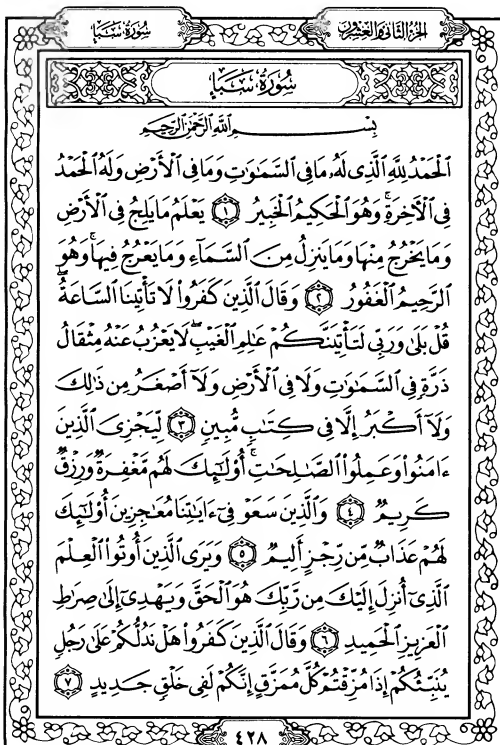 الجزء الثاني والعشرون
سورة سبإ
سُورَةُ سَبَإٍ
بِسْمِ اللَّهِ الرَّحْمَٰنِ الرَّحِيمِ
ٱلْحَمْدُ لِلَّهِ ٱلَّذِى لَهُۥ مَا فِى ٱلسَّمَٰوَٰتِ وَمَا فِى ٱلْأَرْضِ وَلَهُ ٱلْحَمْدُ
فِى ٱلْـَٔاخِرَةِ ۚ وَهُوَ ٱلْحَكِيمُ ٱلْخَبِيرُ ١ يَعْلَمُ مَا يَلِجُ فِى ٱلْأَرْضِ
وَمَا يَخْرُجُ مِنْهَا وَمَا يَنزِلُ مِنَ ٱلسَّمَآءِ وَمَا يَعْرُجُ فِيهَا ۚ وَهُوَ
ٱلرَّحِيمُ ٱلْغَفُورُ ٢ وَقَالَ ٱلَّذِينَ كَفَرُوا۟ لَا تَأْتِينَا ٱلسَّاعَةُ ۖ
قُلْ بَلَىٰ وَرَبِّى لَتَأْتِيَنَّكُمْ عَٰلِمِ ٱلْغَيْبِ ۖ لَا يَعْزُبُ عَنْهُ مِثْقَالُ
ذَرَّةٍ فِى ٱلسَّمَٰوَٰتِ وَلَا فِى ٱلْأَرْضِ وَلَآ أَصْغَرُ مِن ذَٰلِكَ
وَلَآ أَكْبَرُ إِلَّا فِى كِتَٰبٍ مُّبِينٍ ٣ لِّيَجْزِىَ ٱلَّذِينَ
ءَامَنُوا۟ وَعَمِلُوا۟ ٱلصَّٰلِحَٰتِ ۚ أُو۟لَٰٓئِكَ لَهُم مَّغْفِرَةٌ وَرِزْقٌ
كَرِيمٌ ٤ وَٱلَّذِينَ سَعَوْ فِىٓ ءَايَٰتِنَا مُعَٰجِزِينَ أُو۟لَٰٓئِكَ
لَهُمْ عَذَابٌ مِّن رِّجْزٍ أَلِيمٌ ٥ وَيَرَى ٱلَّذِينَ أُوتُوا۟ ٱلْعِلْمَ
ٱلَّذِىٓ أُنزِلَ إِلَيْكَ مِن رَّبِّكَ هُوَ ٱلْحَقَّ وَيَهْدِىٓ إِلَىٰ صِرَٰطِ
ٱلْعَزِيزِ ٱلْحَمِيدِ ٦ وَقَالَ ٱلَّذِينَ كَفَرُوا۟ هَلْ نَدُلُّكُمْ عَلَىٰ رَجُلٍ
يُنَبِّئُكُمْ إِذَا مُزِّقْتُمْ كُلَّ مُمَزَّقٍ إِنَّكُمْ لَفِى خَلْقٍ جَدِيدٍ ٧
٤٢٨